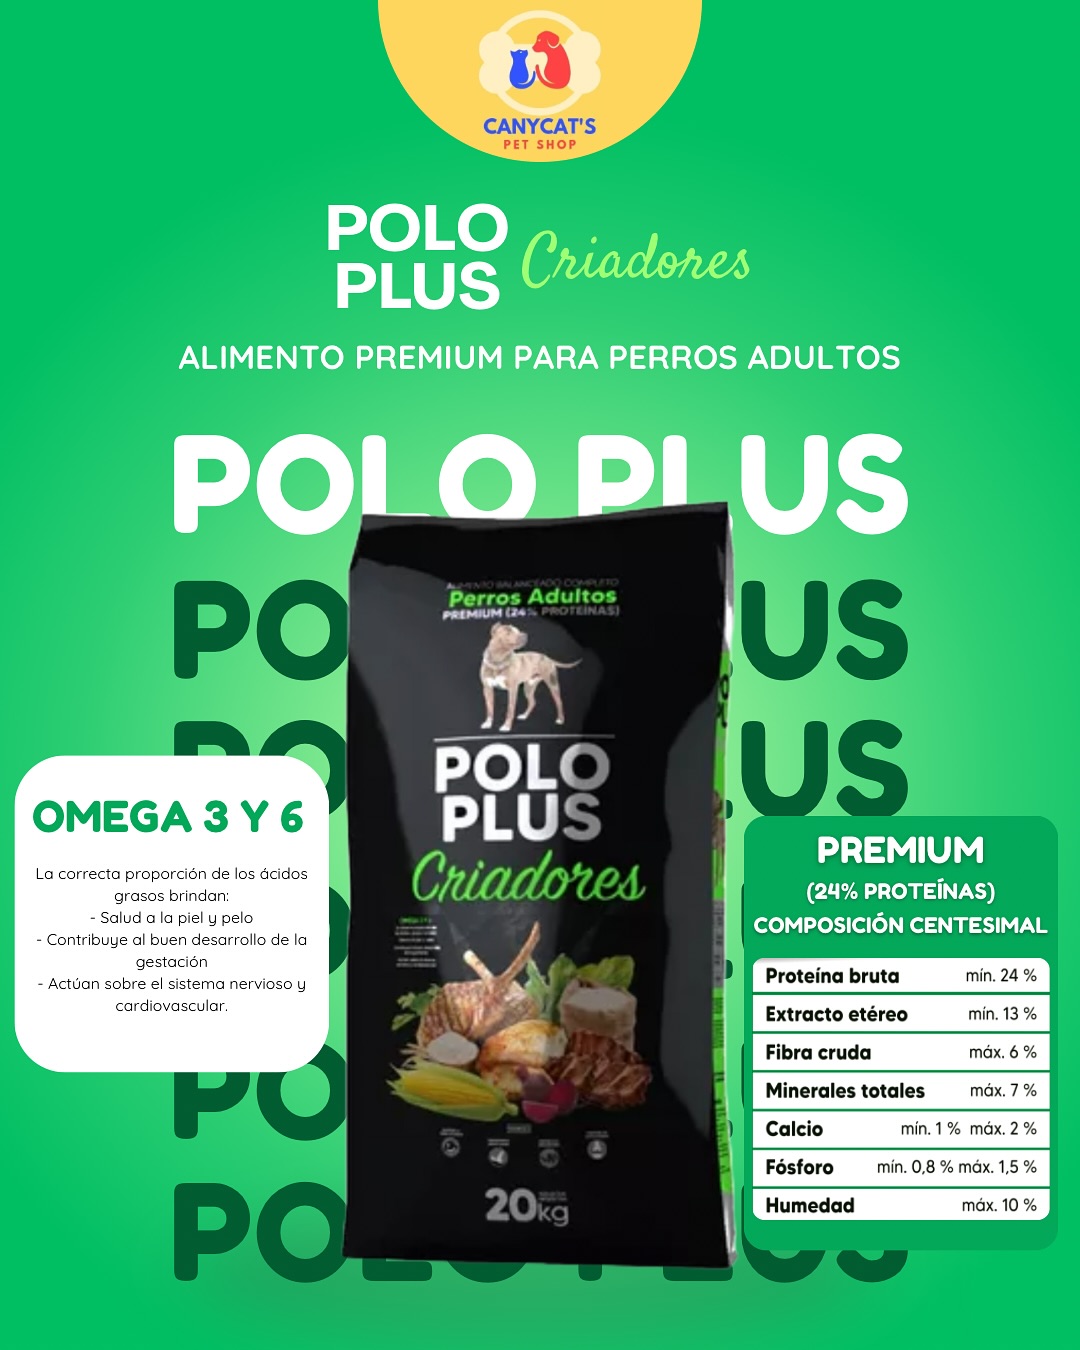 CANYCAT'S
PET SHOP
POLO
PLUS
Criadores
ALIMENTO PREMIUM PARA PERROS ADULTOS
POLO PLUS
ALIMENTO BALANCEADO COMPLETO
Perros Adultos
PREMIUM (24% PROTEÍNAS)
POLO
PLUS
Criadores
20kg
OMEGA 3 Y 6
La correcta proporción de los ácidos
grasos brindan:
- Salud a la piel y pelo
- Contribuye al buen desarrollo de la
gestación
- Actúan sobre el sistema nervioso y
cardiovascular.
PREMIUM
(24% PROTEÍNAS)
COMPOSICIÓN CENTESIMAL
Proteína bruta mín. 24 %
Extracto etéreo mín. 13 %
Fibra cruda máx. 6 %
Minerales totales máx. 7 %
Calcio mín. 1 % máx. 2 %
Fósforo mín. 0,8 % máx. 1,5 %
Humedad máx. 10 %